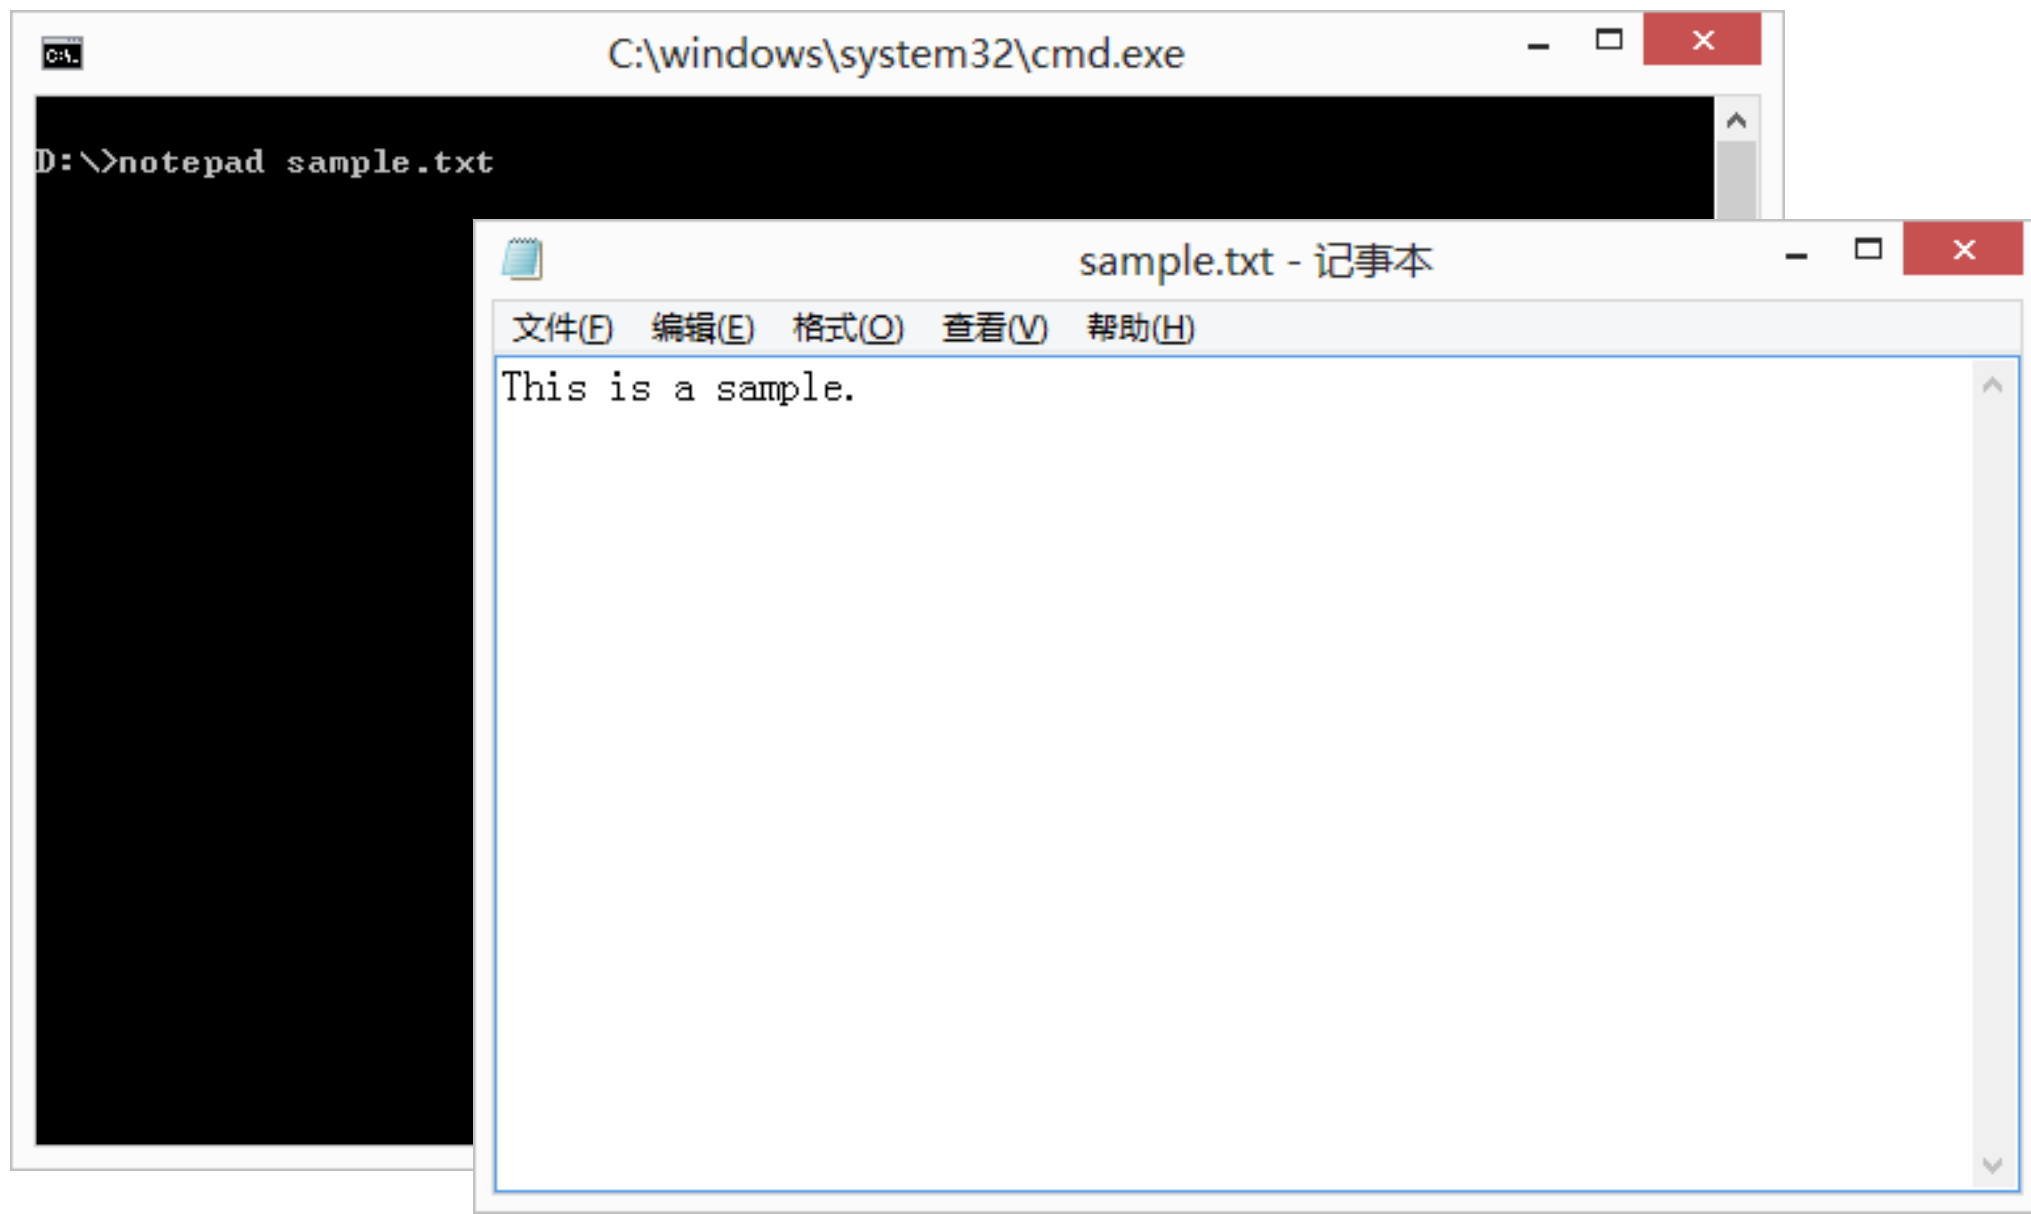 C:\windows\system32\cmd.exe
D:\>notepad sample.txt
sample.txt - 记事本
文件(F) 编辑(E) 格式(O) 查看(V) 帮助(H)
This is a sample.